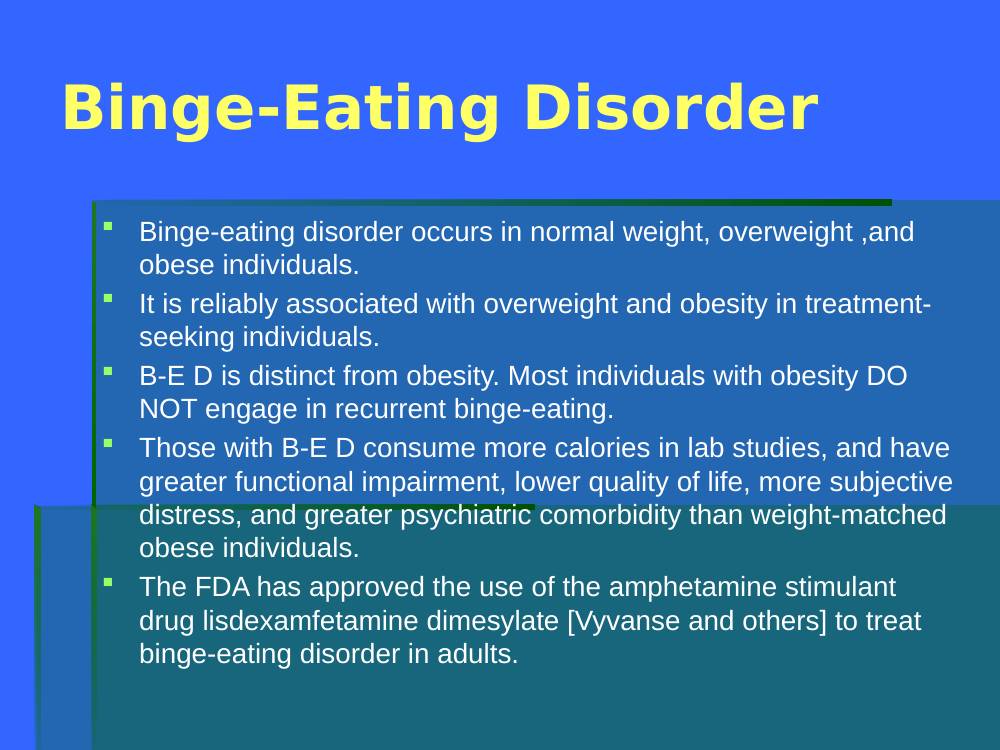 Binge-Eating Disorder
Binge-eating disorder occurs in normal weight, overweight ,and
obese individuals.
It is reliably associated with overweight and obesity in treatment-
seeking individuals.
B-E D is distinct from obesity. Most individuals with obesity DO
NOT engage in recurrent binge-eating.
Those with B-E D consume more calories in lab studies, and have
greater functional impairment, lower quality of life, more subjective
distress, and greater psychiatric comorbidity than weight-matched
obese individuals.
The FDA has approved the use of the amphetamine stimulant
drug lisdexamfetamine dimesylate [Vyvanse and others] to treat
binge-eating disorder in adults.